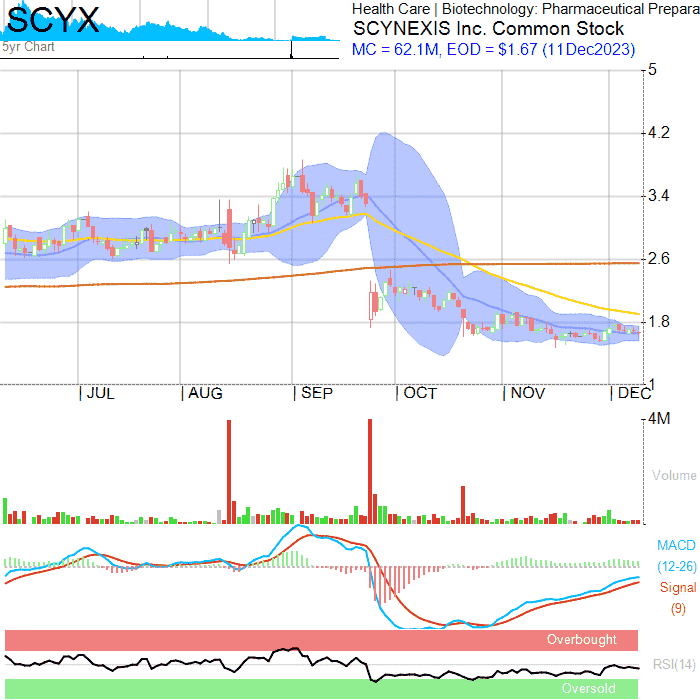 SCYX
5yr Chart
Health Care | Biotechnology: Pharmaceutical Prepara
SCYNEXIS Inc. Common Stock
MC = 62.1M, EOD = $1.67 (11Dec2023)
5
4.2
3.4
2.6
1.8
1
| JUL | AUG | SEP | OCT | NOV | DEC
4M
Volume
MACD
(12-26)
Signal
(9)
Overbought
RSI(14)
Oversold